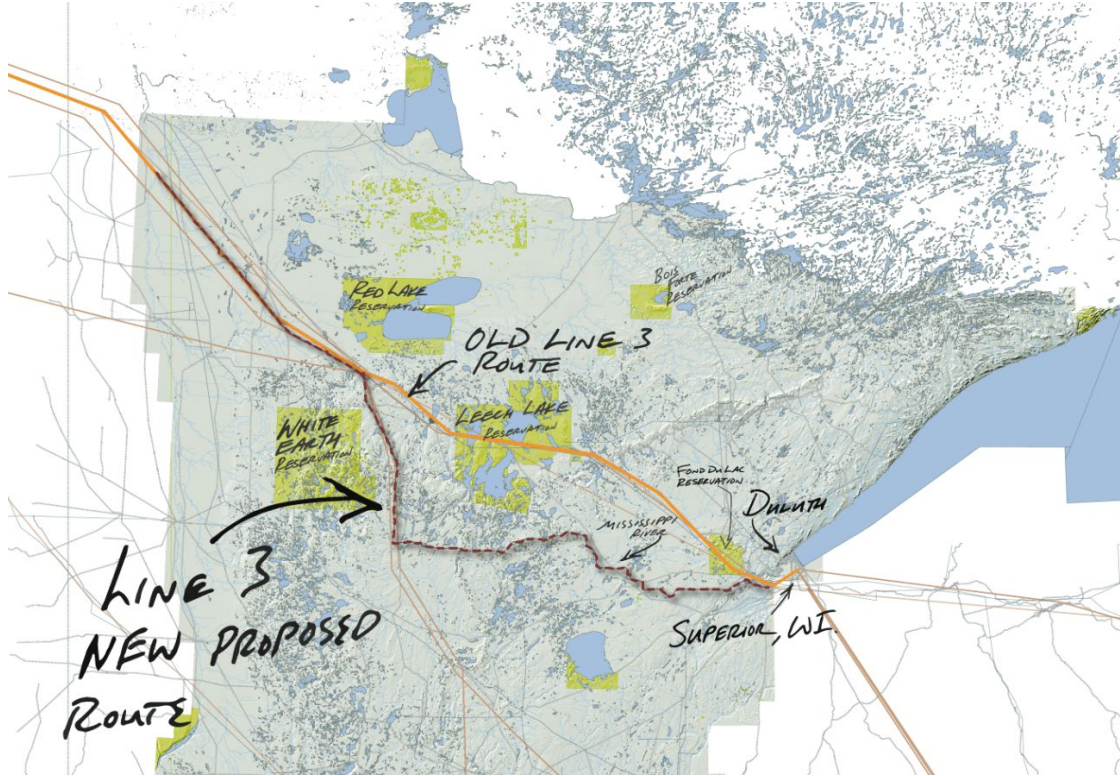 RED LAKE
RESERVATION
BOIS
FORTE
RESERVATION
OLD LINE 3
ROUTE
LEECH LAKE
RESERVATION
WHITE
EARTH
RESERVATION
FOND DU LAC
RESERVATION
DULUTH
MISSISSIPPI
RIVER
LINE 3
NEW PROPOSED
ROUTE
SUPERIOR, WI.